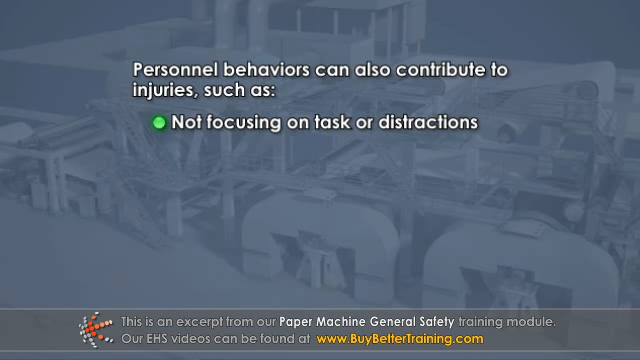 Personnel behaviors can also contribute to
injuries, such as:
Not focusing on task or distractions
This is an excerpt from our Paper Machine General Safety training module.
Our EHS videos can be found at www.BuyBetterTraining.com